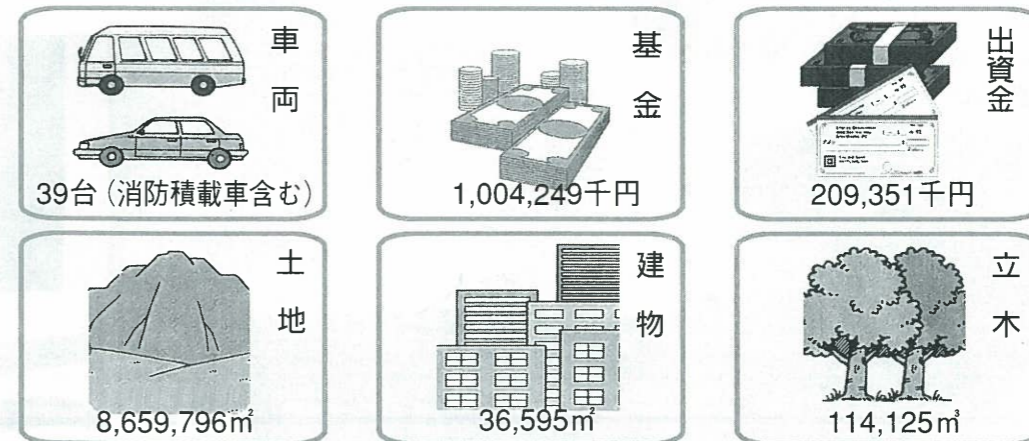 車両
39台（消防積載車含む）
基金
1,004,249千円
出資金
209,351千円
土地
8,659,796㎡
建物
36,595㎡
立木
114,125㎥